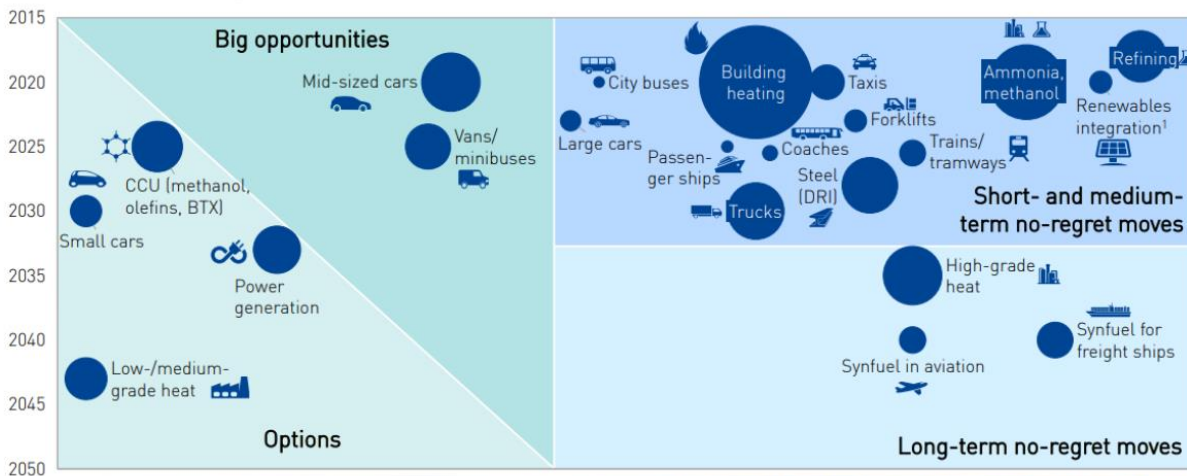 2015
2020
2025
2030
2035
2040
2045
2050
Big opportunities
Mid-sized cars
Vans/
minibuses
CCU (methanol,
olefins, BTX)
Small cars
Power
generation
Low-/medium-
grade heat
Options
City buses
Building
heating
Taxis
Ammonia,
methanol
Refining
Renewables
integration¹
Large cars
Forklifts
Passen-
ger ships
Coaches
Trains/
tramways
Steel
(DRI)
Trucks
Short- and medium-
term no-regret moves
High-grade
heat
Synfuel in aviation
Synfuel for
freight ships
Long-term no-regret moves